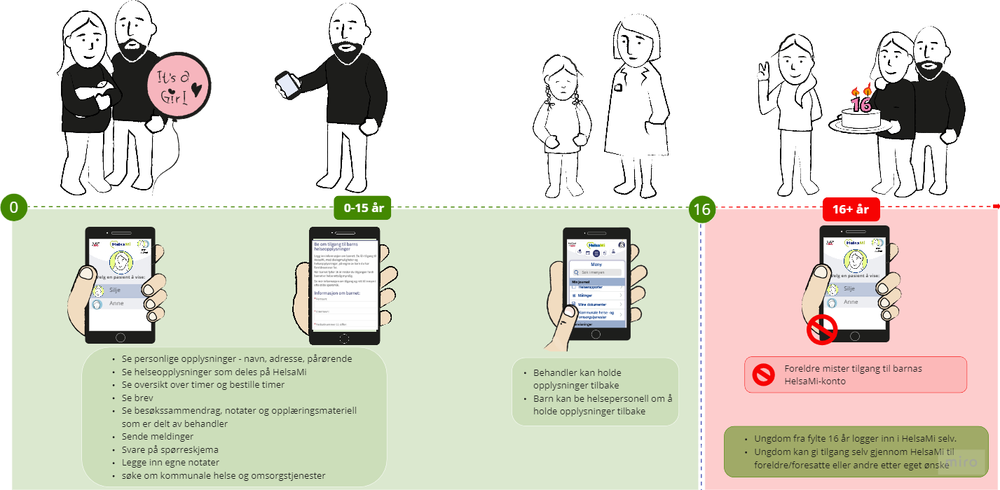 It's a
Girl
16
0
0-15 år
16
16+ år
HelsaMi
Velg en pasient å vise:
Silje
Anne
Be om tilgang til barns
helseopplysninger
Informasjon om barnet:
HelsaMi
Meny
Søk i menyen
Min journal
Helserapporter
Målinger
Mine dokumenter
Kommunale helse- og
omsorgstjenester
HelsaMi
Velg en pasient å vise:
Silje
Anne
• Se personlige opplysninger - navn, adresse, pårørende
• Se helseopplysninger som deles på HelsaMi
• Se oversikt over timer og bestille timer
• Se brev
• Se besøkssammendrag, notater og opplæringsmateriell
som er delt av behandler
• Sende meldinger
• Svare på spørreskjema
• Legge inn egne notater
• søke om kommunale helse og omsorgstjenester
• Behandler kan holde
opplysninger tilbake
• Barn kan be helsepersonell om å
holde opplysninger tilbake
Foreldre mister tilgang til barnas
HelsaMi-konto
• Ungdom fra fylte 16 år logger inn i HelsaMi selv.
• Ungdom kan gi tilgang selv gjennom HelsaMi til
foreldre/foresatte eller andre etter eget ønske
miro